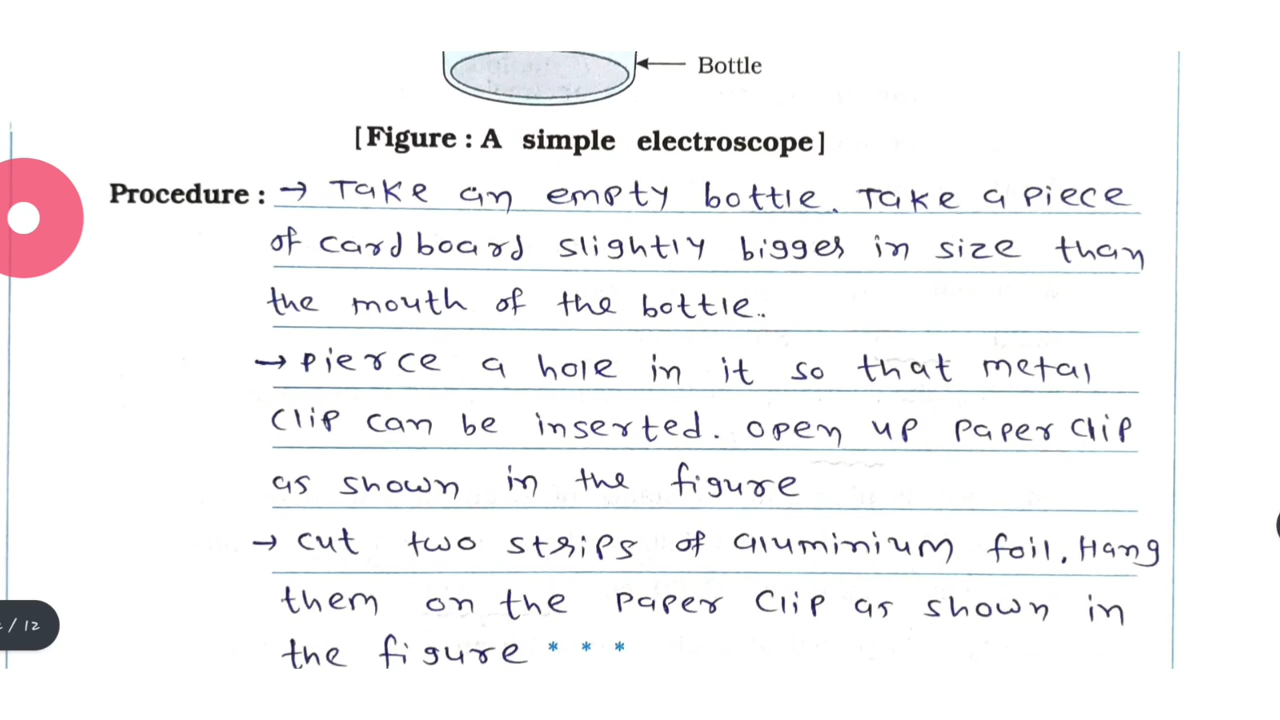 Bottle
[Figure : A simple electroscope]
Procedure : → Take an empty bottle. Take a piece
of cardboard slightly bigger in size than
the mouth of the bottle..
→ pierce a hole in it so that metal
clip can be inserted. open up paper clip
as shown in the figure
→ cut two strips of aluminium foil. Hang
them on the paper clip as shown in
the figure * * *
/ 12